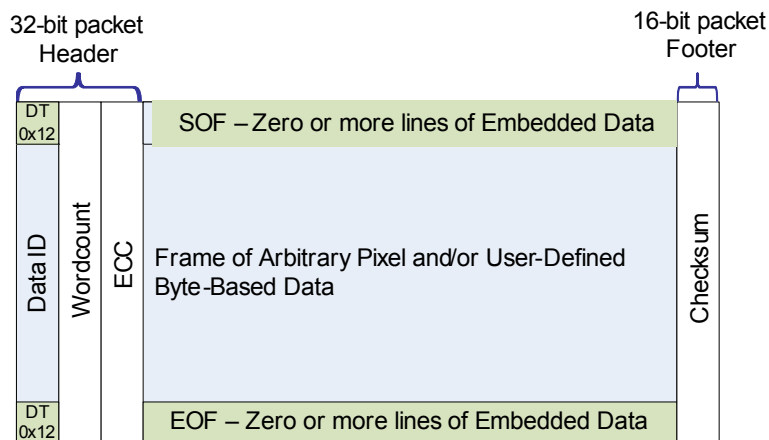 32-bit packet
Header
16-bit packet
Footer
DT
0x12
SOF – Zero or more lines of Embedded Data
Data ID
Wordcount
ECC
Frame of Arbitrary Pixel and/or User-Defined
Byte-Based Data
Checksum
DT
0x12
EOF – Zero or more lines of Embedded Data